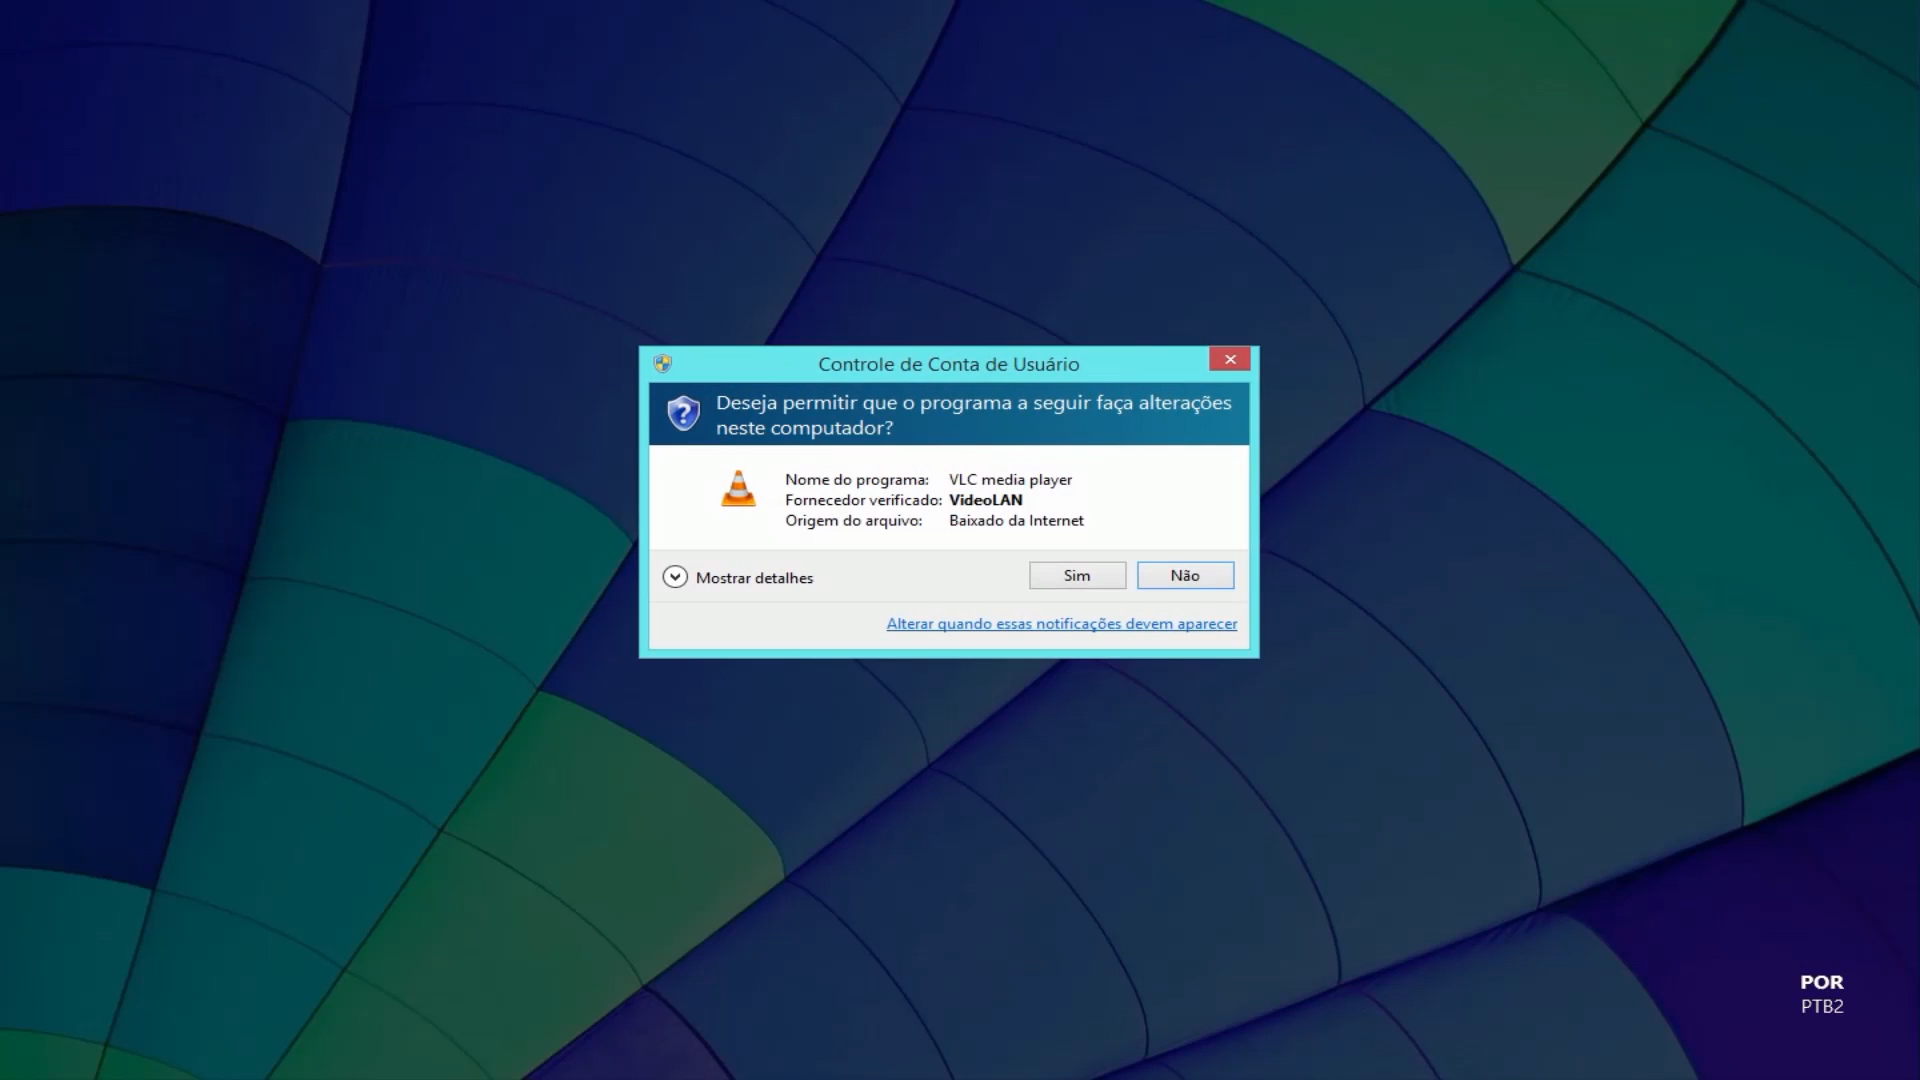 Controle de Conta de Usuário
Deseja permitir que o programa a seguir faça alterações
neste computador?
Nome do programa: VLC media player
Fornecedor verificado: VideoLAN
Origem do arquivo: Baixado da Internet
Mostrar detalhes
Sim
Não
Alterar quando essas notificações devem aparecer
POR
PTB2